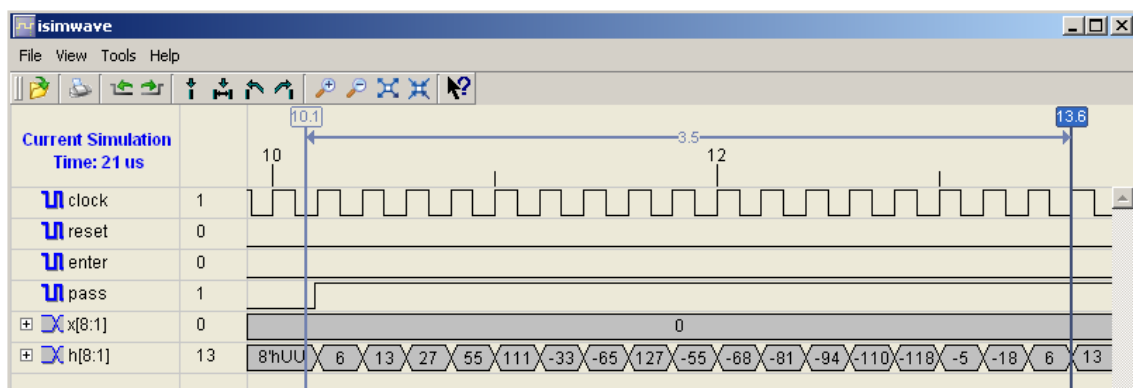 isimwave
File View Tools Help
10.1 13.6
Current Simulation
Time: 21 us
3.5
10 12
clock 1
reset 0
enter 0
pass 1
x[8:1] 0 0
h[8:1] 13 8'hUU 6 13 27 55 111 -33 -65 127 -55 -68 -81 -94 -110 -118 -5 -18 6 13